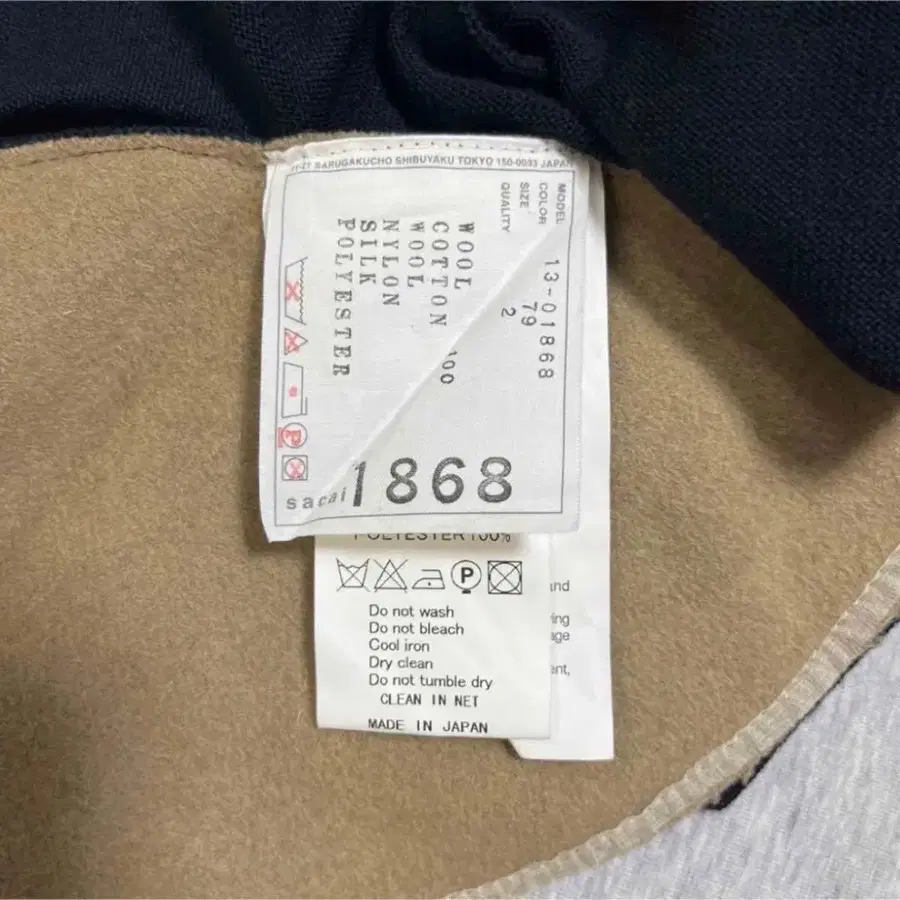 SARUGAKUCHO SHIBUYAKU TOKYO 150-0033 JAPAN
MODEL 13-01868
COLOR 79
SIZE 2
QUALITY
WOOL
COTTON 100
WOOL
NYLON
SILK
POLYESTER
sacai 1868
POLYESTER100%
P
Do not wash
Do not bleach
Cool iron
Dry clean
Do not tumble dry
CLEAN IN NET
MADE IN JAPAN